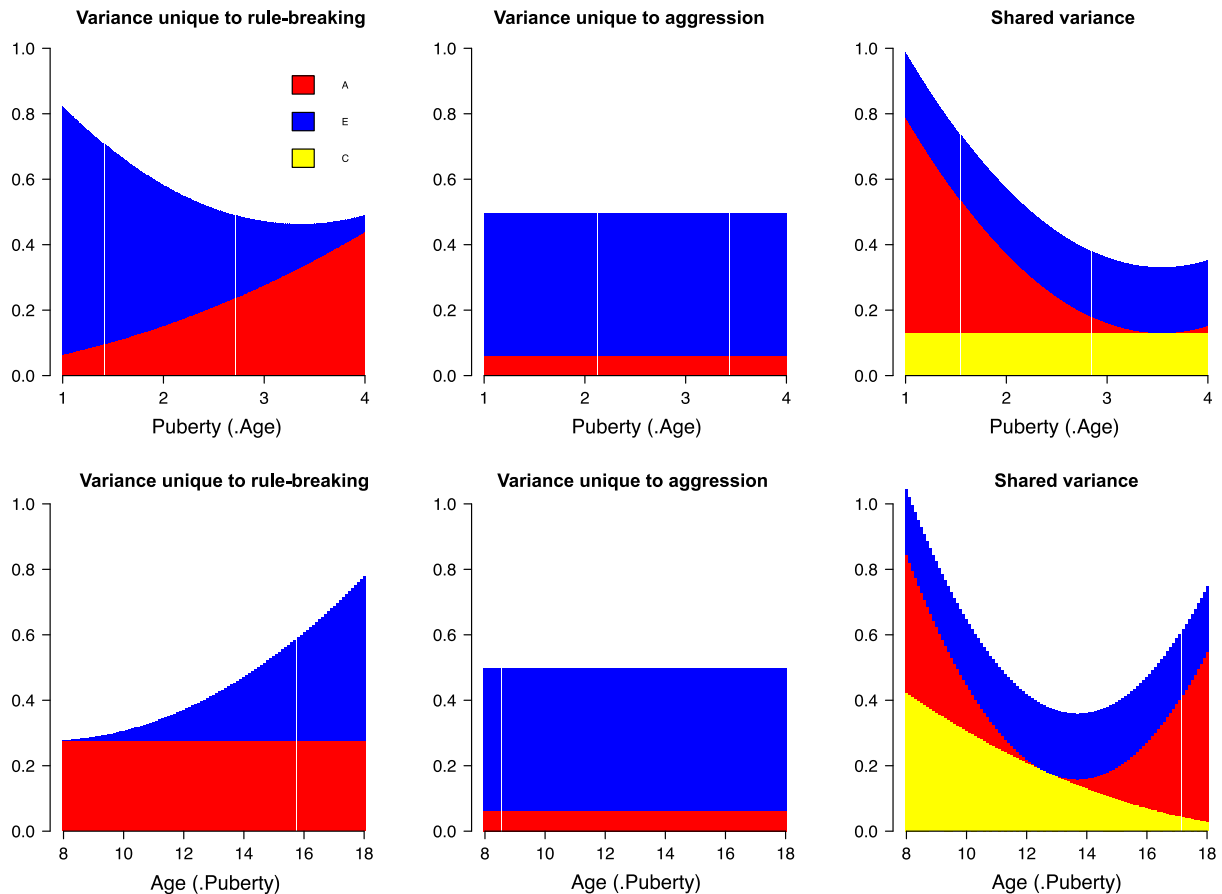 Variance unique to rule-breaking
Variance unique to aggression
Shared variance
1.0
0.8
0.6
0.4
0.2
0.0
A
E
C
1 2 3 4
Puberty (.Age)
1.0
0.8
0.6
0.4
0.2
0.0
1 2 3 4
Puberty (.Age)
1.0
0.8
0.6
0.4
0.2
0.0
1 2 3 4
Puberty (.Age)
Variance unique to rule-breaking
Variance unique to aggression
Shared variance
1.0
0.8
0.6
0.4
0.2
0.0
8 10 12 14 16 18
Age (.Puberty)
1.0
0.8
0.6
0.4
0.2
0.0
8 10 12 14 16 18
Age (.Puberty)
1.0
0.8
0.6
0.4
0.2
0.0
8 10 12 14 16 18
Age (.Puberty)